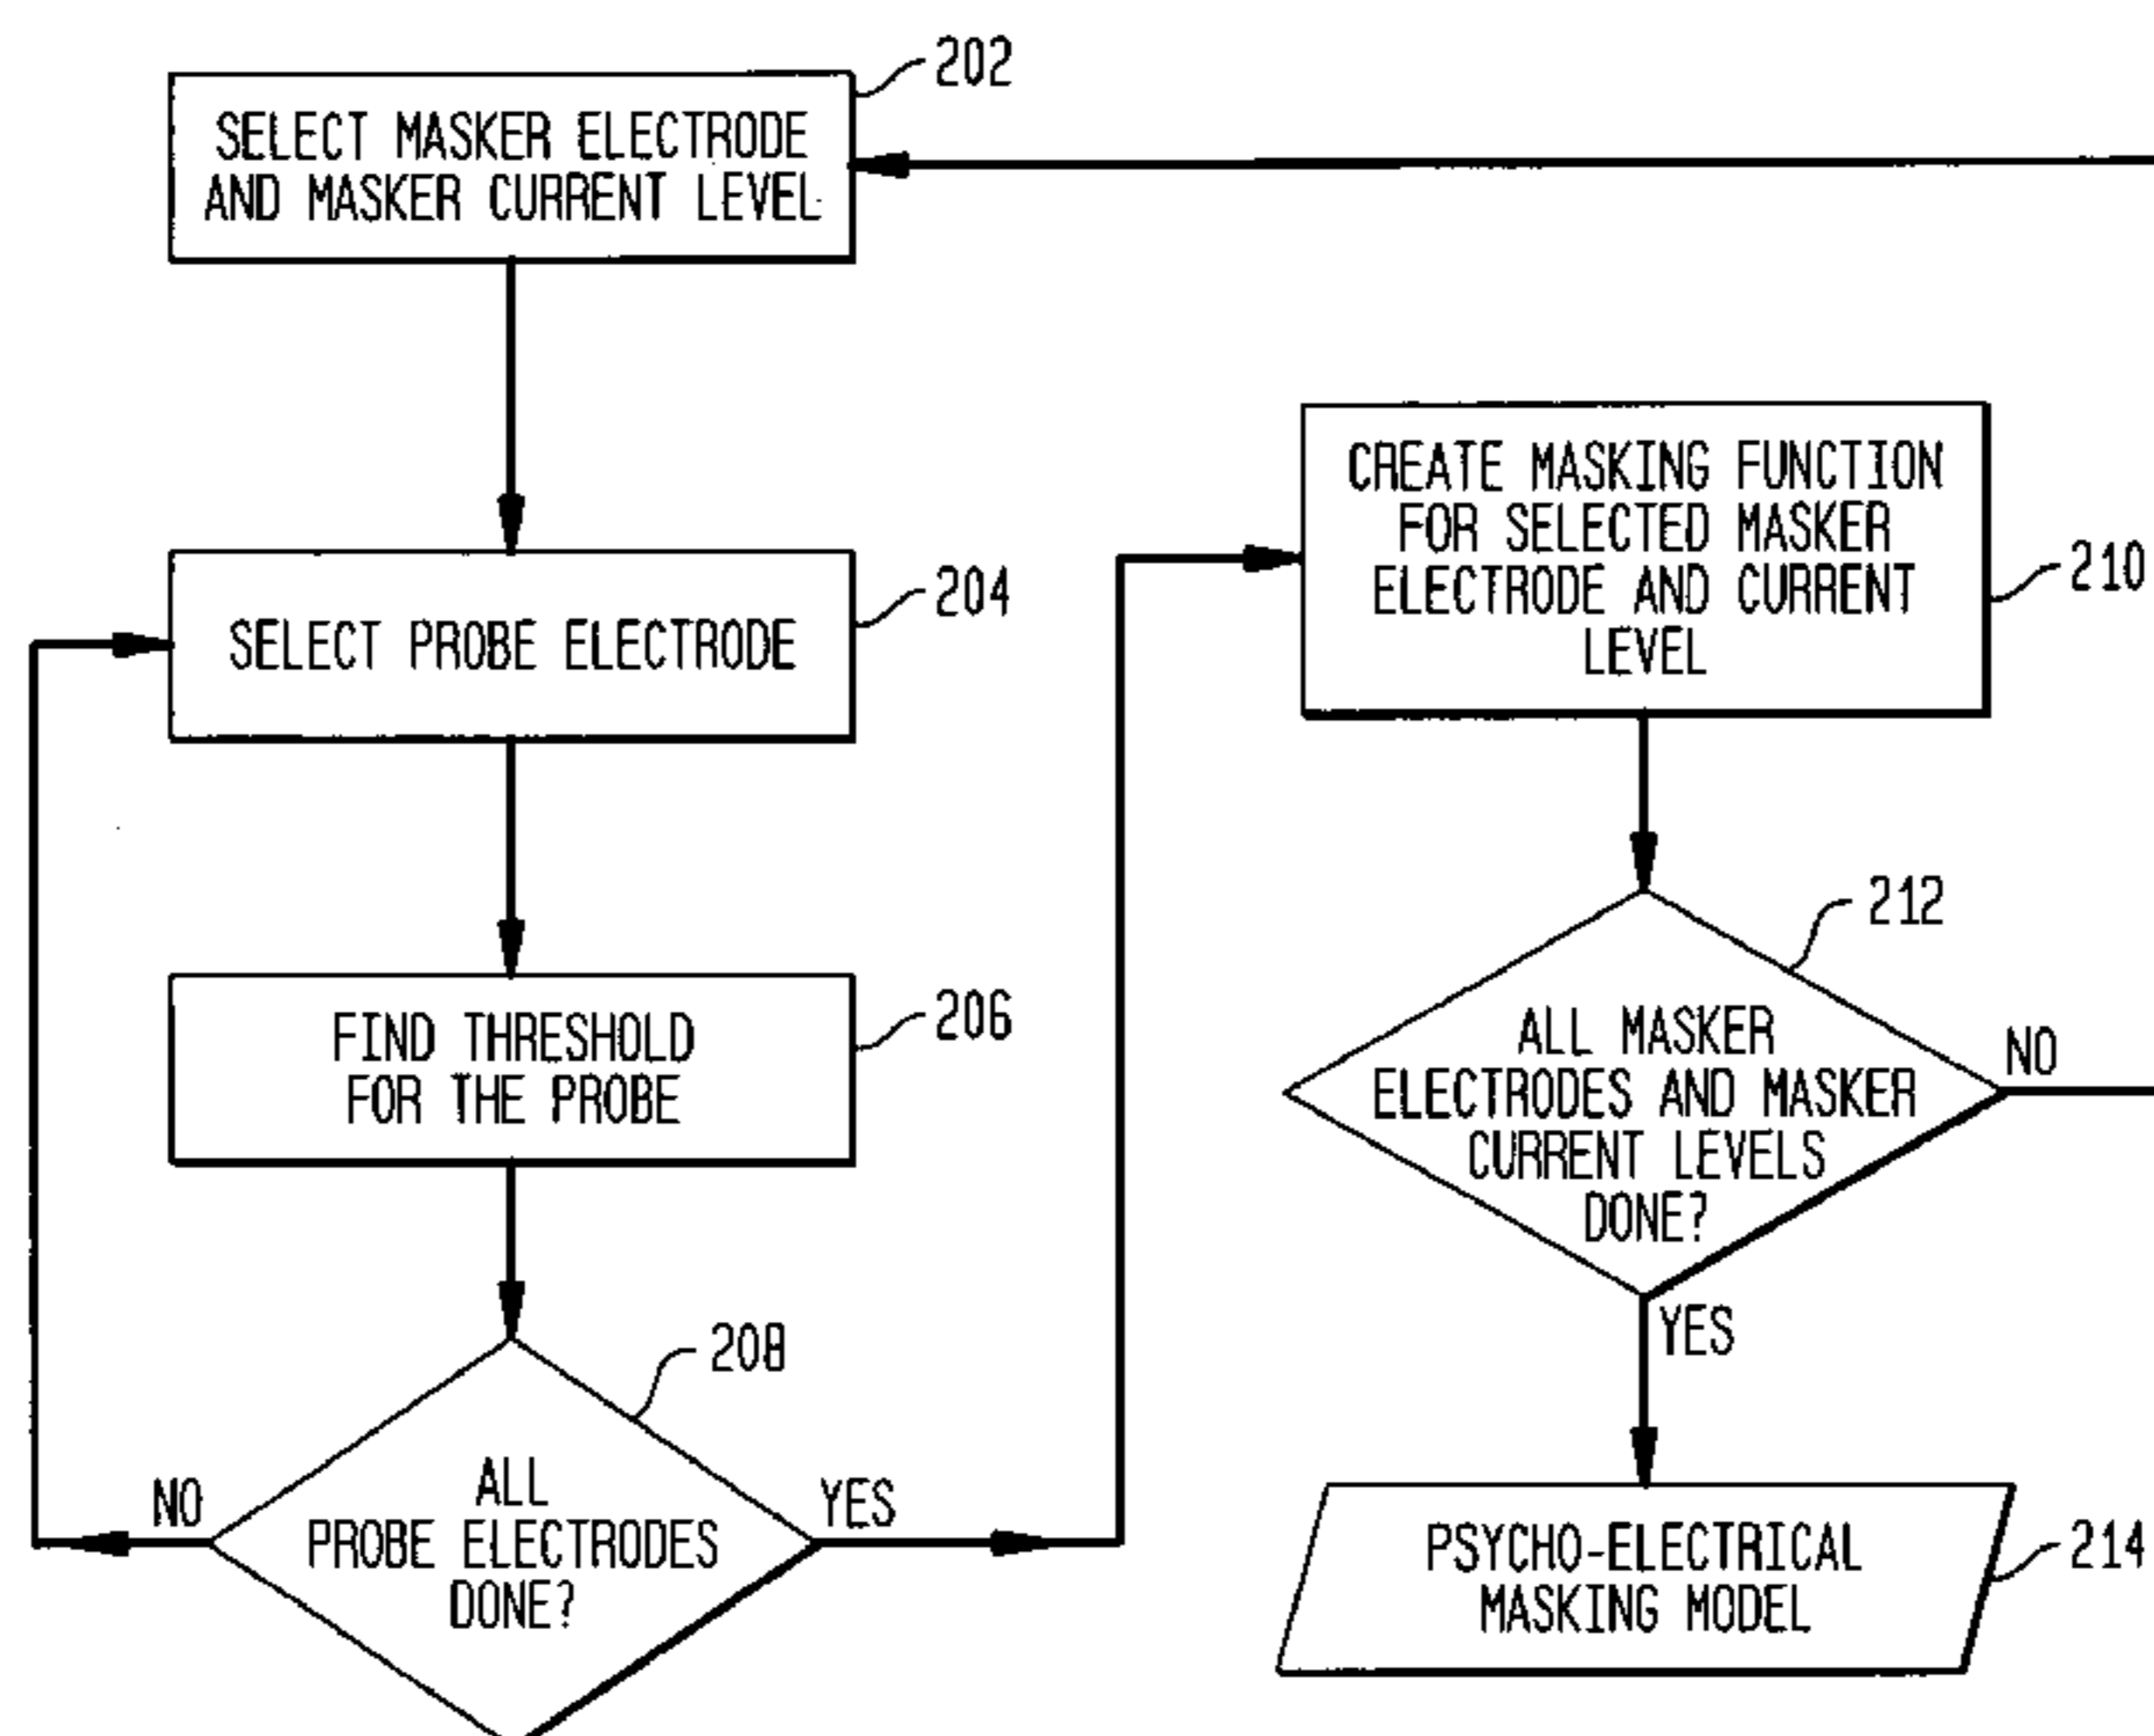 202
SELECT MASKER ELECTRODE
AND MASKER CURRENT LEVEL
204
SELECT PROBE ELECTRODE
206
FIND THRESHOLD
FOR THE PROBE
208
ALL
PROBE ELECTRODES
DONE?
NO
YES
CREATE MASKING FUNCTION
FOR SELECTED MASKER
ELECTRODE AND CURRENT
LEVEL
210
212
ALL MASKER
ELECTRODES AND MASKER
CURRENT LEVELS
DONE?
NO
YES
PSYCHO-ELECTRICAL
MASKING MODEL
214